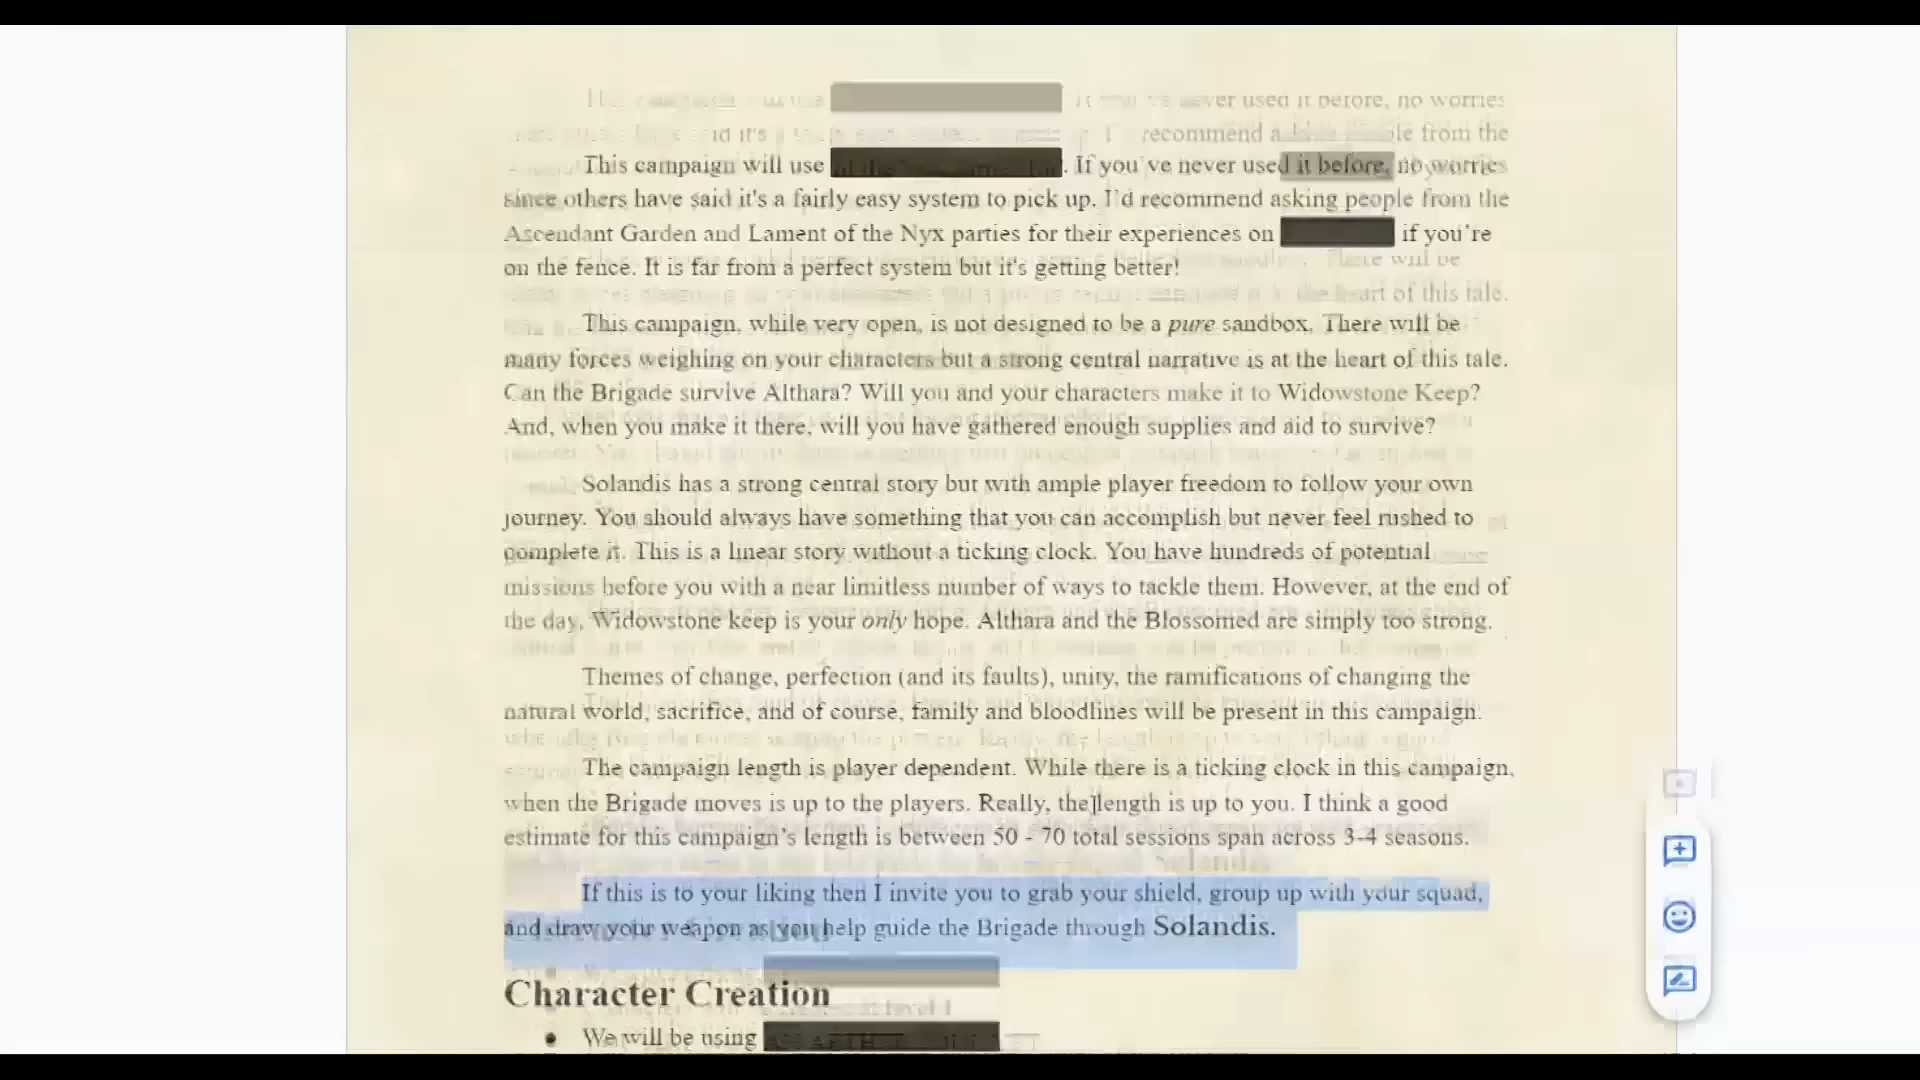 This campaign will use . If you've never used it before, no worries
since others have said it's a fairly easy system to pick up. I'd recommend asking people from the
Ascendant Garden and Lament of the Nyx parties for their experiences on if you're
on the fence. It is far from a perfect system but it's getting better!
This campaign, while very open, is not designed to be a pure sandbox. There will be
many forces weighing on your characters but a strong central narrative is at the heart of this tale.
Can the Brigade survive Althara? Will you and your characters make it to Widowstone Keep?
And, when you make it there, will you have gathered enough supplies and aid to survive?
Solandis has a strong central story but with ample player freedom to follow your own
journey. You should always have something that you can accomplish but never feel rushed to
complete it. This is a linear story without a ticking clock. You have hundreds of potential
missions before you with a near limitless number of ways to tackle them. However, at the end of
the day, Widowstone keep is your only hope. Althara and the Blossomed are simply too strong.
Themes of change, perfection (and its faults), unity, the ramifications of changing the
natural world, sacrifice, and of course, family and bloodlines will be present in this campaign.
The campaign length is player dependent. While there is a ticking clock in this campaign,
when the Brigade moves is up to the players. Really, the length is up to you. I think a good
estimate for this campaign's length is between 50 - 70 total sessions span across 3-4 seasons.
If this is to your liking then I invite you to grab your shield, group up with your squad,
and draw your weapon as you help guide the Brigade through Solandis.
Character Creation
• We will be using